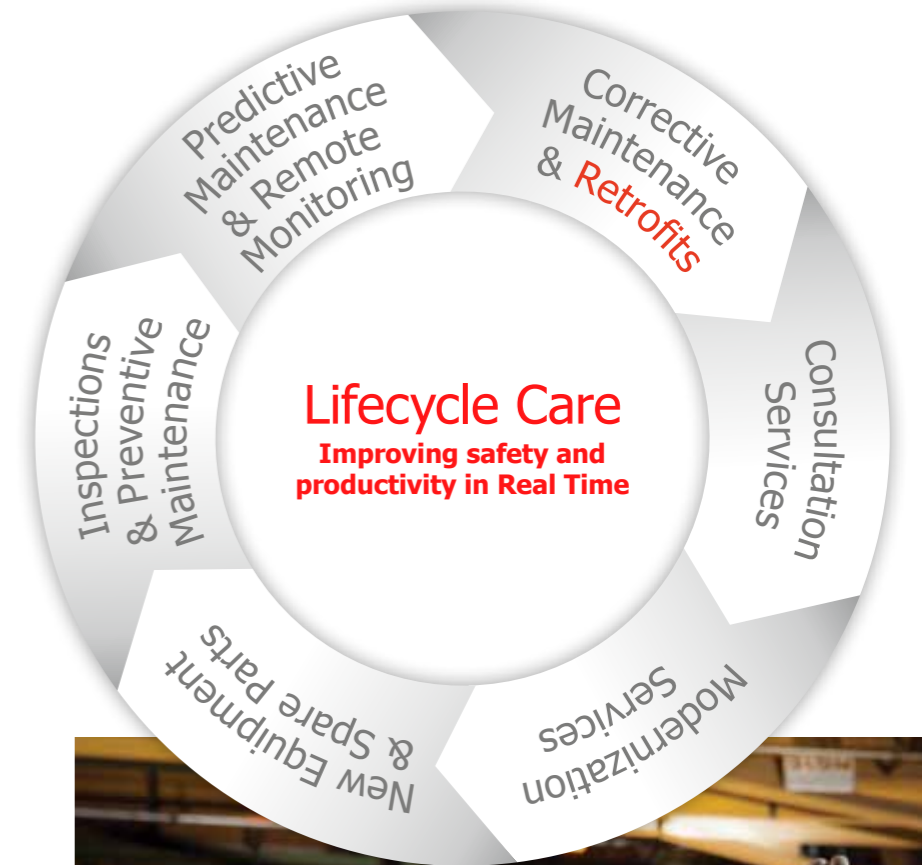 Predictive
Maintenance
& Remote
Monitoring
Corrective
Maintenance
& Retrofits
Consultation
Services
Modernization
Services
New Equipment
& Spare Parts
Inspections
& Preventive
Maintenance
Lifecycle Care
Improving safety and
productivity in Real Time